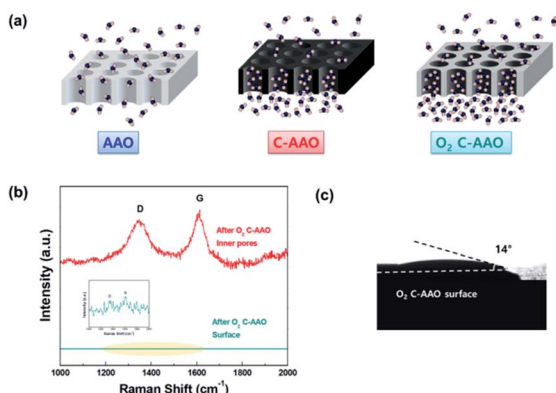 (a)
AAO
C-AAO
O₂ C-AAO
(b)
D
G
After O₂ C-AAO
Inner pores
After O₂ C-AAO
Surface
Intensity (a.u.)
1000
1200
1400
1600
1800
2000
Raman Shift (cm⁻¹)
(c)
14°
O₂ C-AAO surface